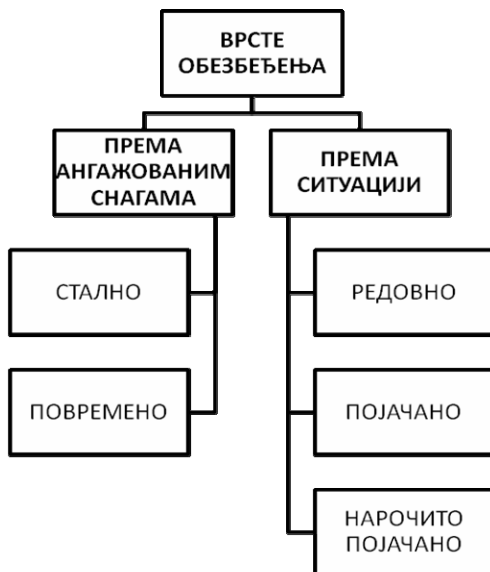 ВРСТЕ
ОБЕЗБЕЂЕЊА
ПРЕМА
АНГАЖОВАНИМ
СНАГАМА
ПРЕМА
СИТУАЦИЈИ
СТАЛНО
ПОВРЕМЕНО
РЕДОВНО
ПОЈАЧАНО
НАРОЧИТО
ПОЈАЧАНО